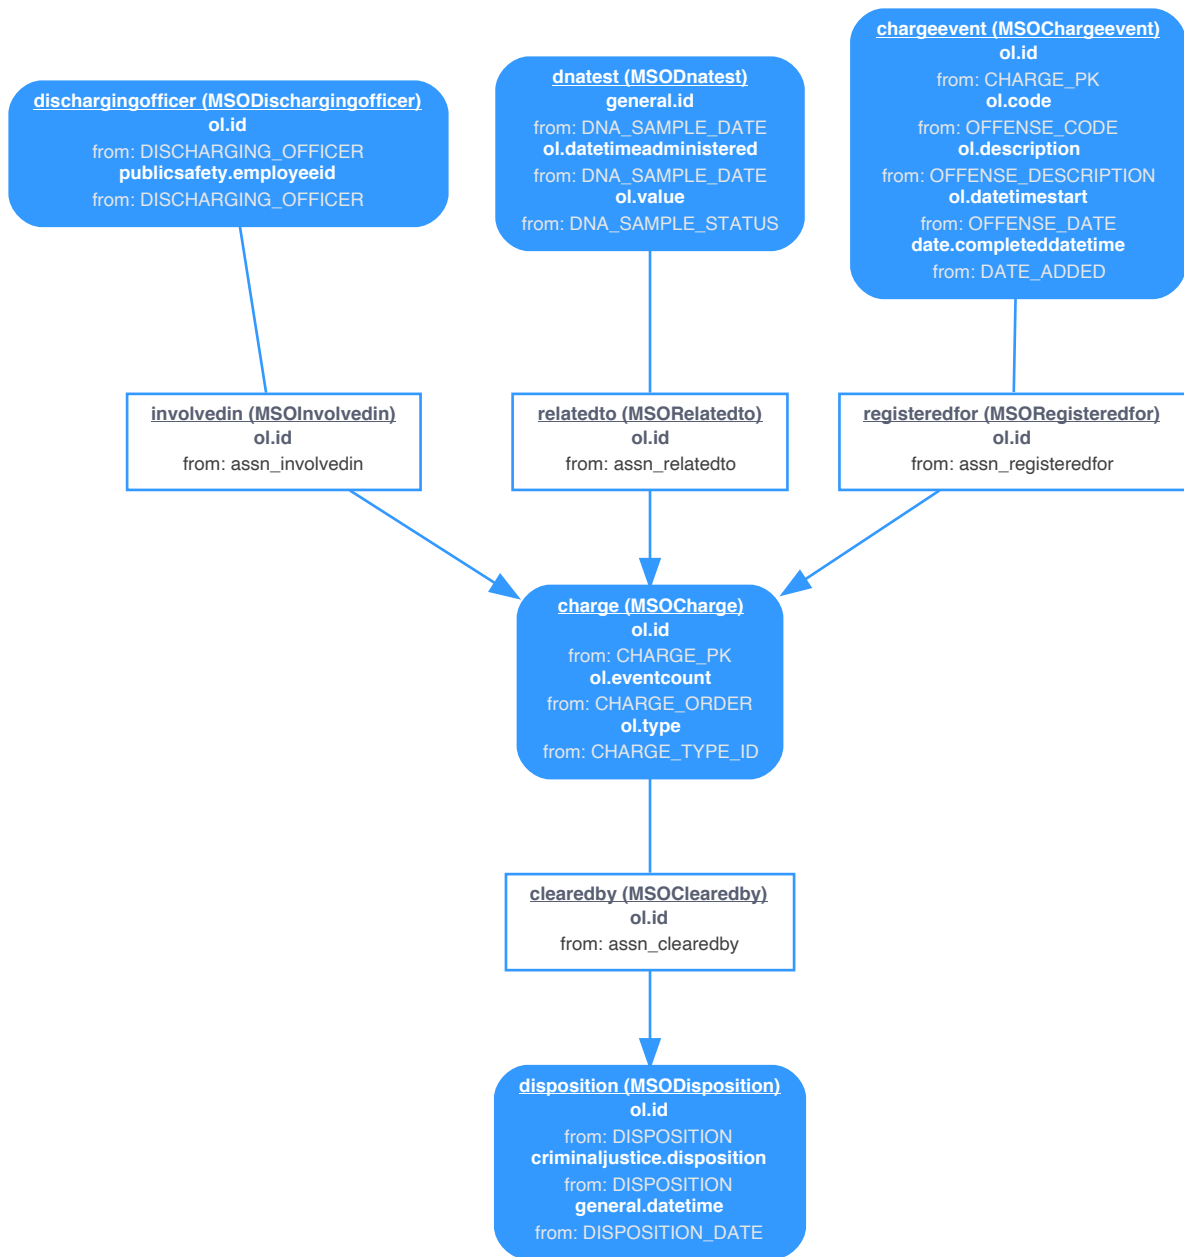 dischargingofficer (MSODischargingofficer)
ol.id
from: DISCHARGING_OFFICER
publicsafety.employeeid
from: DISCHARGING_OFFICER
dnatest (MSODnatest)
general.id
from: DNA_SAMPLE_DATE
ol.datetimeadministered
from: DNA_SAMPLE_DATE
ol.value
from: DNA_SAMPLE_STATUS
chargeevent (MSOChargeevent)
ol.id
from: CHARGE_PK
ol.code
from: OFFENSE_CODE
ol.description
from: OFFENSE_DESCRIPTION
ol.datetimestart
from: OFFENSE_DATE
date.completeddatetime
from: DATE_ADDED
involvedin (MSOInvolvedin)
ol.id
from: assn_involvedin
relatedto (MSORelatedto)
ol.id
from: assn_relatedto
registeredfor (MSORegisteredfor)
ol.id
from: assn_registeredfor
charge (MSOCharge)
ol.id
from: CHARGE_PK
ol.eventcount
from: CHARGE_ORDER
ol.type
from: CHARGE_TYPE_ID
clearedby (MSOClearedby)
ol.id
from: assn_clearedby
disposition (MSODisposition)
ol.id
from: DISPOSITION
criminaljustice.disposition
from: DISPOSITION
general.datetime
from: DISPOSITION_DATE